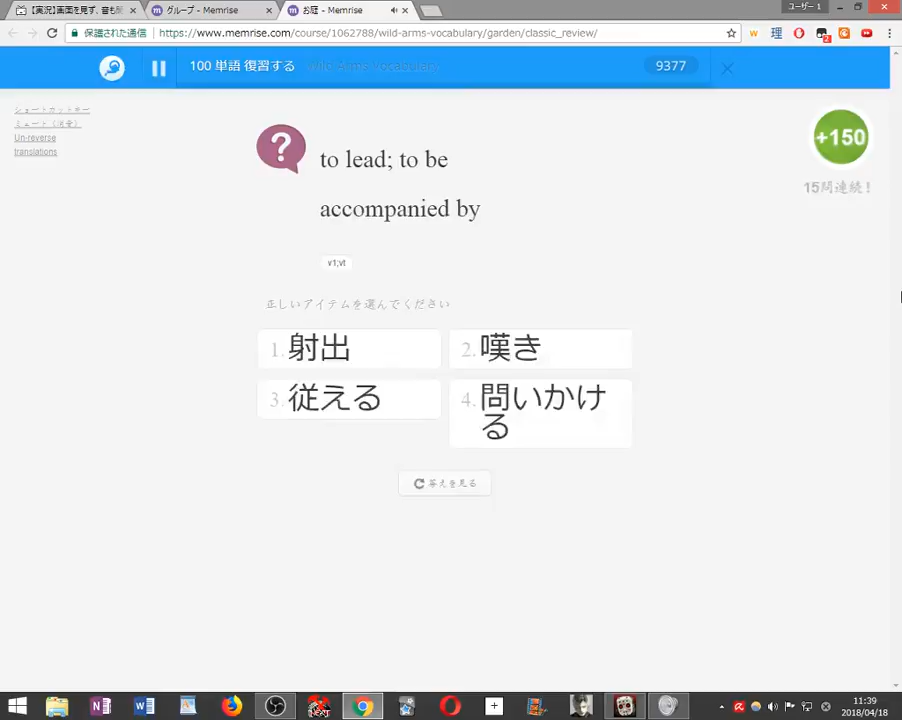 【実況】画面を見ず、音も
グループ - Memrise
お庭 - Memrise
ユーザー 1
保護された通信
https://www.memrise.com/course/1062788/wild-arms-vocabulary/garden/classic_review/
100 単語 復習する
Wild Arms Vocabulary
9377
ショートカットキー
ミュート（消音）
Un-reverse
translations
?
to lead; to be
accompanied by
v1;vt
+150
15問連続！
正しいアイテムを選んでください
1. 射出
2. 嘆き
3. 従える
4. 問いかけ
る
答えを見る
11:39
2018/04/18